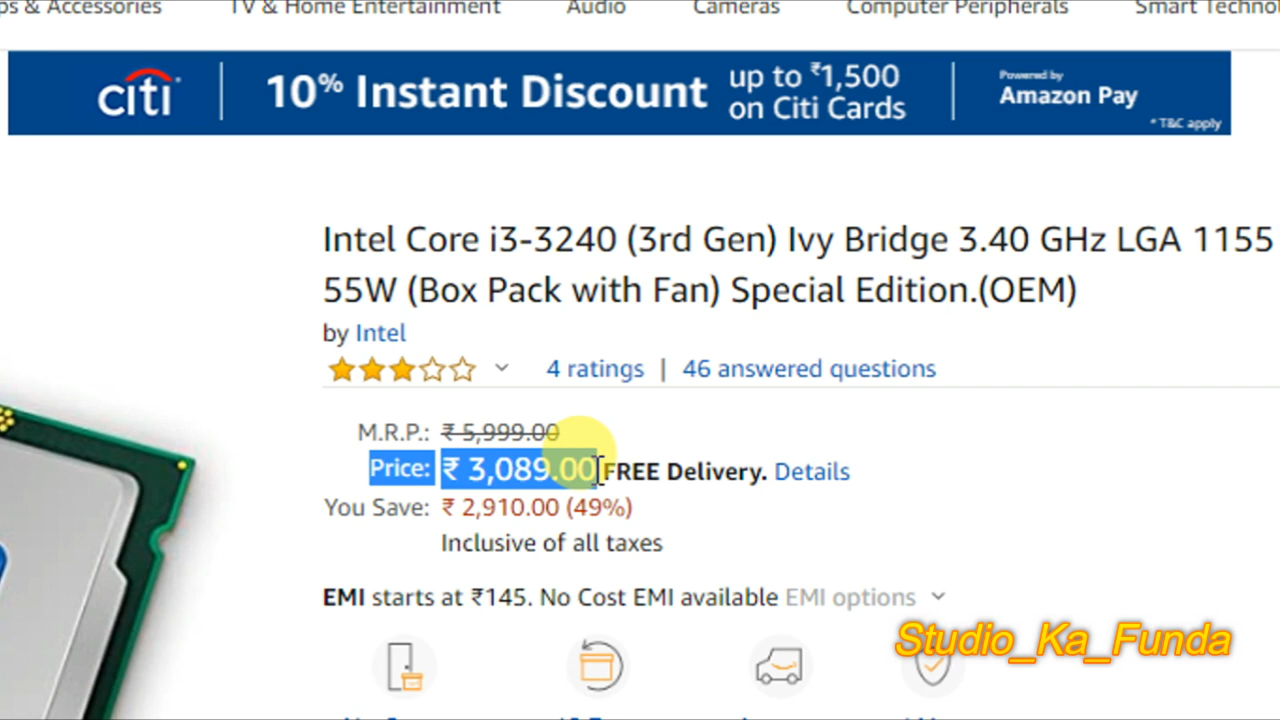 TV & Home Entertainment Audio Cameras Computer Peripherals Smart
& Accessories
citi 10% Instant Discount up to ₹1,500 on Citi Cards Powered by Amazon Pay
*T&C apply
Intel Core i3-3240 (3rd Gen) Ivy Bridge 3.40 GHz LGA 1155
55W (Box Pack with Fan) Special Edition.(OEM)
by Intel
4 ratings | 46 answered questions
M.R.P.: ₹ 5,999.00
Price: ₹ 3,089.00 FREE Delivery. Details
You Save: ₹ 2,910.00 (49%)
Inclusive of all taxes
EMI starts at ₹145. No Cost EMI available EMI options
Studio_Ka_Funda